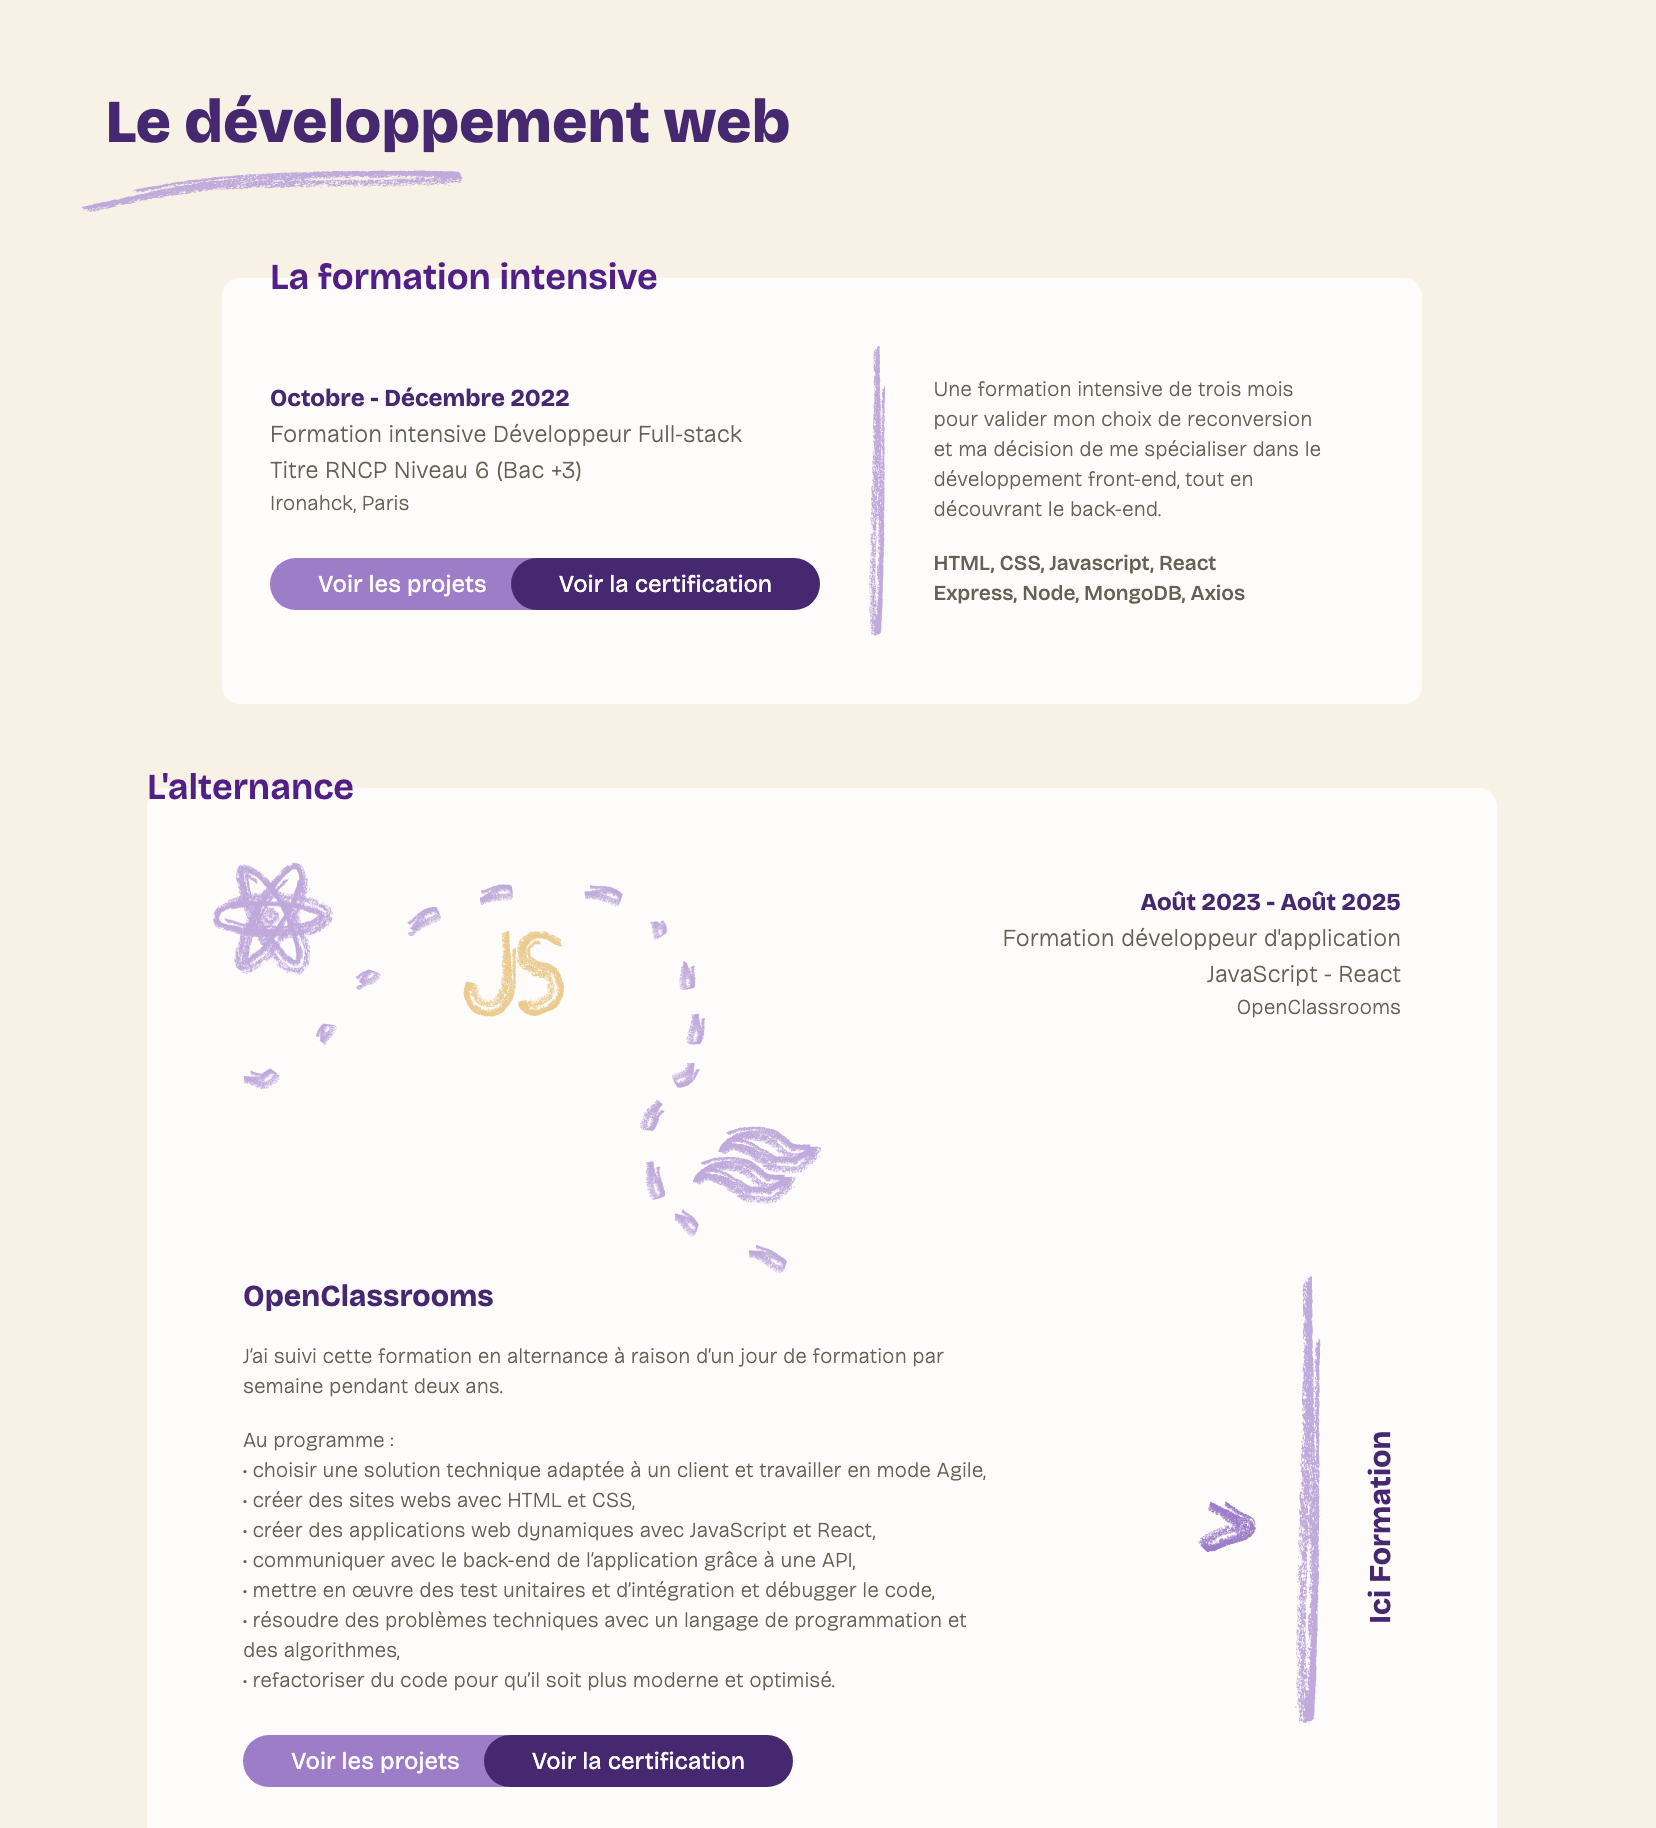 Le développement web
La formation intensive
Octobre - Décembre 2022
Formation intensive Développeur Full-stack
Titre RNCP Niveau 6 (Bac +3)
Ironahck, Paris
Voir les projets
Voir la certification
Une formation intensive de trois mois
pour valider mon choix de reconversion
et ma décision de me spécialiser dans le
développement front-end, tout en
découvrant le back-end.
HTML, CSS, Javascript, React
Express, Node, MongoDB, Axios
L'alternance
JS
Août 2023 - Août 2025
Formation développeur d'application
JavaScript - React
OpenClassrooms
OpenClassrooms
J’ai suivi cette formation en alternance à raison d’un jour de formation par
semaine pendant deux ans.
Au programme :
• choisir une solution technique adaptée à un client et travailler en mode Agile,
• créer des sites webs avec HTML et CSS,
• créer des applications web dynamiques avec JavaScript et React,
• communiquer avec le back-end de l’application grâce à une API,
• mettre en œuvre des test unitaires et d’intégration et débugger le code,
• résoudre des problèmes techniques avec un langage de programmation et
des algorithmes,
• refactoriser du code pour qu’il soit plus moderne et optimisé.
Voir les projets
Voir la certification
Ici Formation